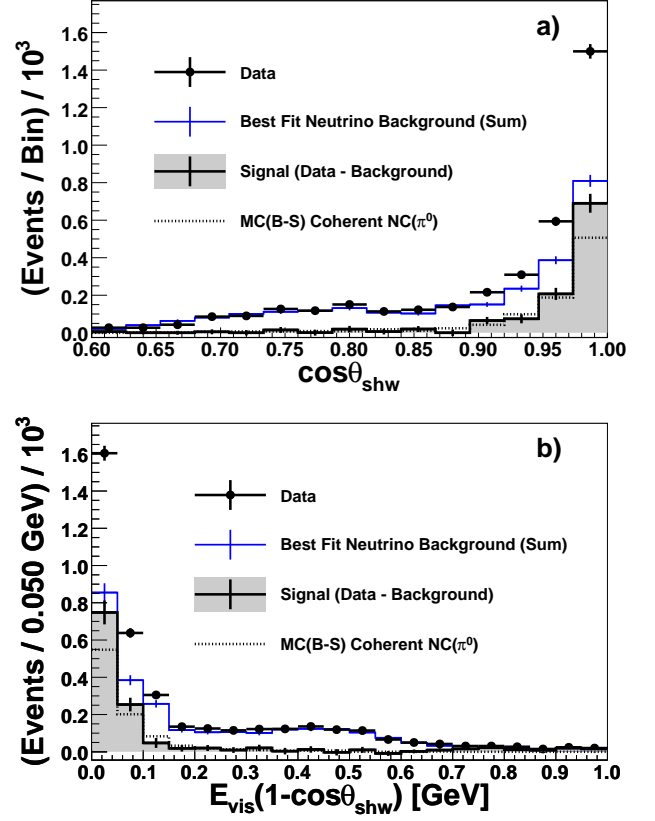 a)
(Events / Bin) / 10³
1.6
1.4
1.2
1.0
0.8
0.6
0.4
0.2
0.0
Data
Best Fit Neutrino Background (Sum)
Signal (Data - Background)
MC(B-S) Coherent NC(π⁰)
0.60 0.65 0.70 0.75 0.80 0.85 0.90 0.95 1.00
cosθshw
b)
(Events / 0.050 GeV) / 10³
1.6
1.4
1.2
1.0
0.8
0.6
0.4
0.2
0.0
Data
Best Fit Neutrino Background (Sum)
Signal (Data - Background)
MC(B-S) Coherent NC(π⁰)
0.0 0.1 0.2 0.3 0.4 0.5 0.6 0.7 0.8 0.9 1.0
Evis(1-cosθshw) [GeV]